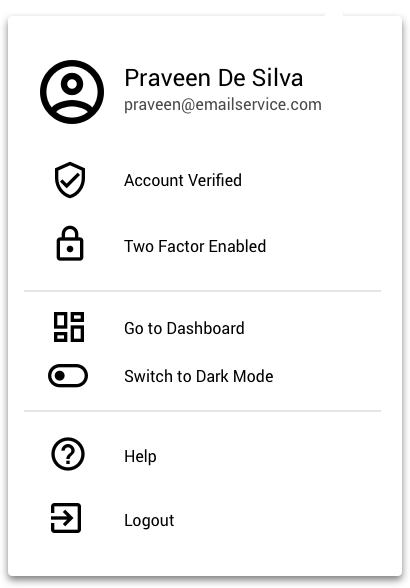 Praveen De Silva
praveen@emailservice.com
Account Verified
Two Factor Enabled
Go to Dashboard
Switch to Dark Mode
Help
Logout